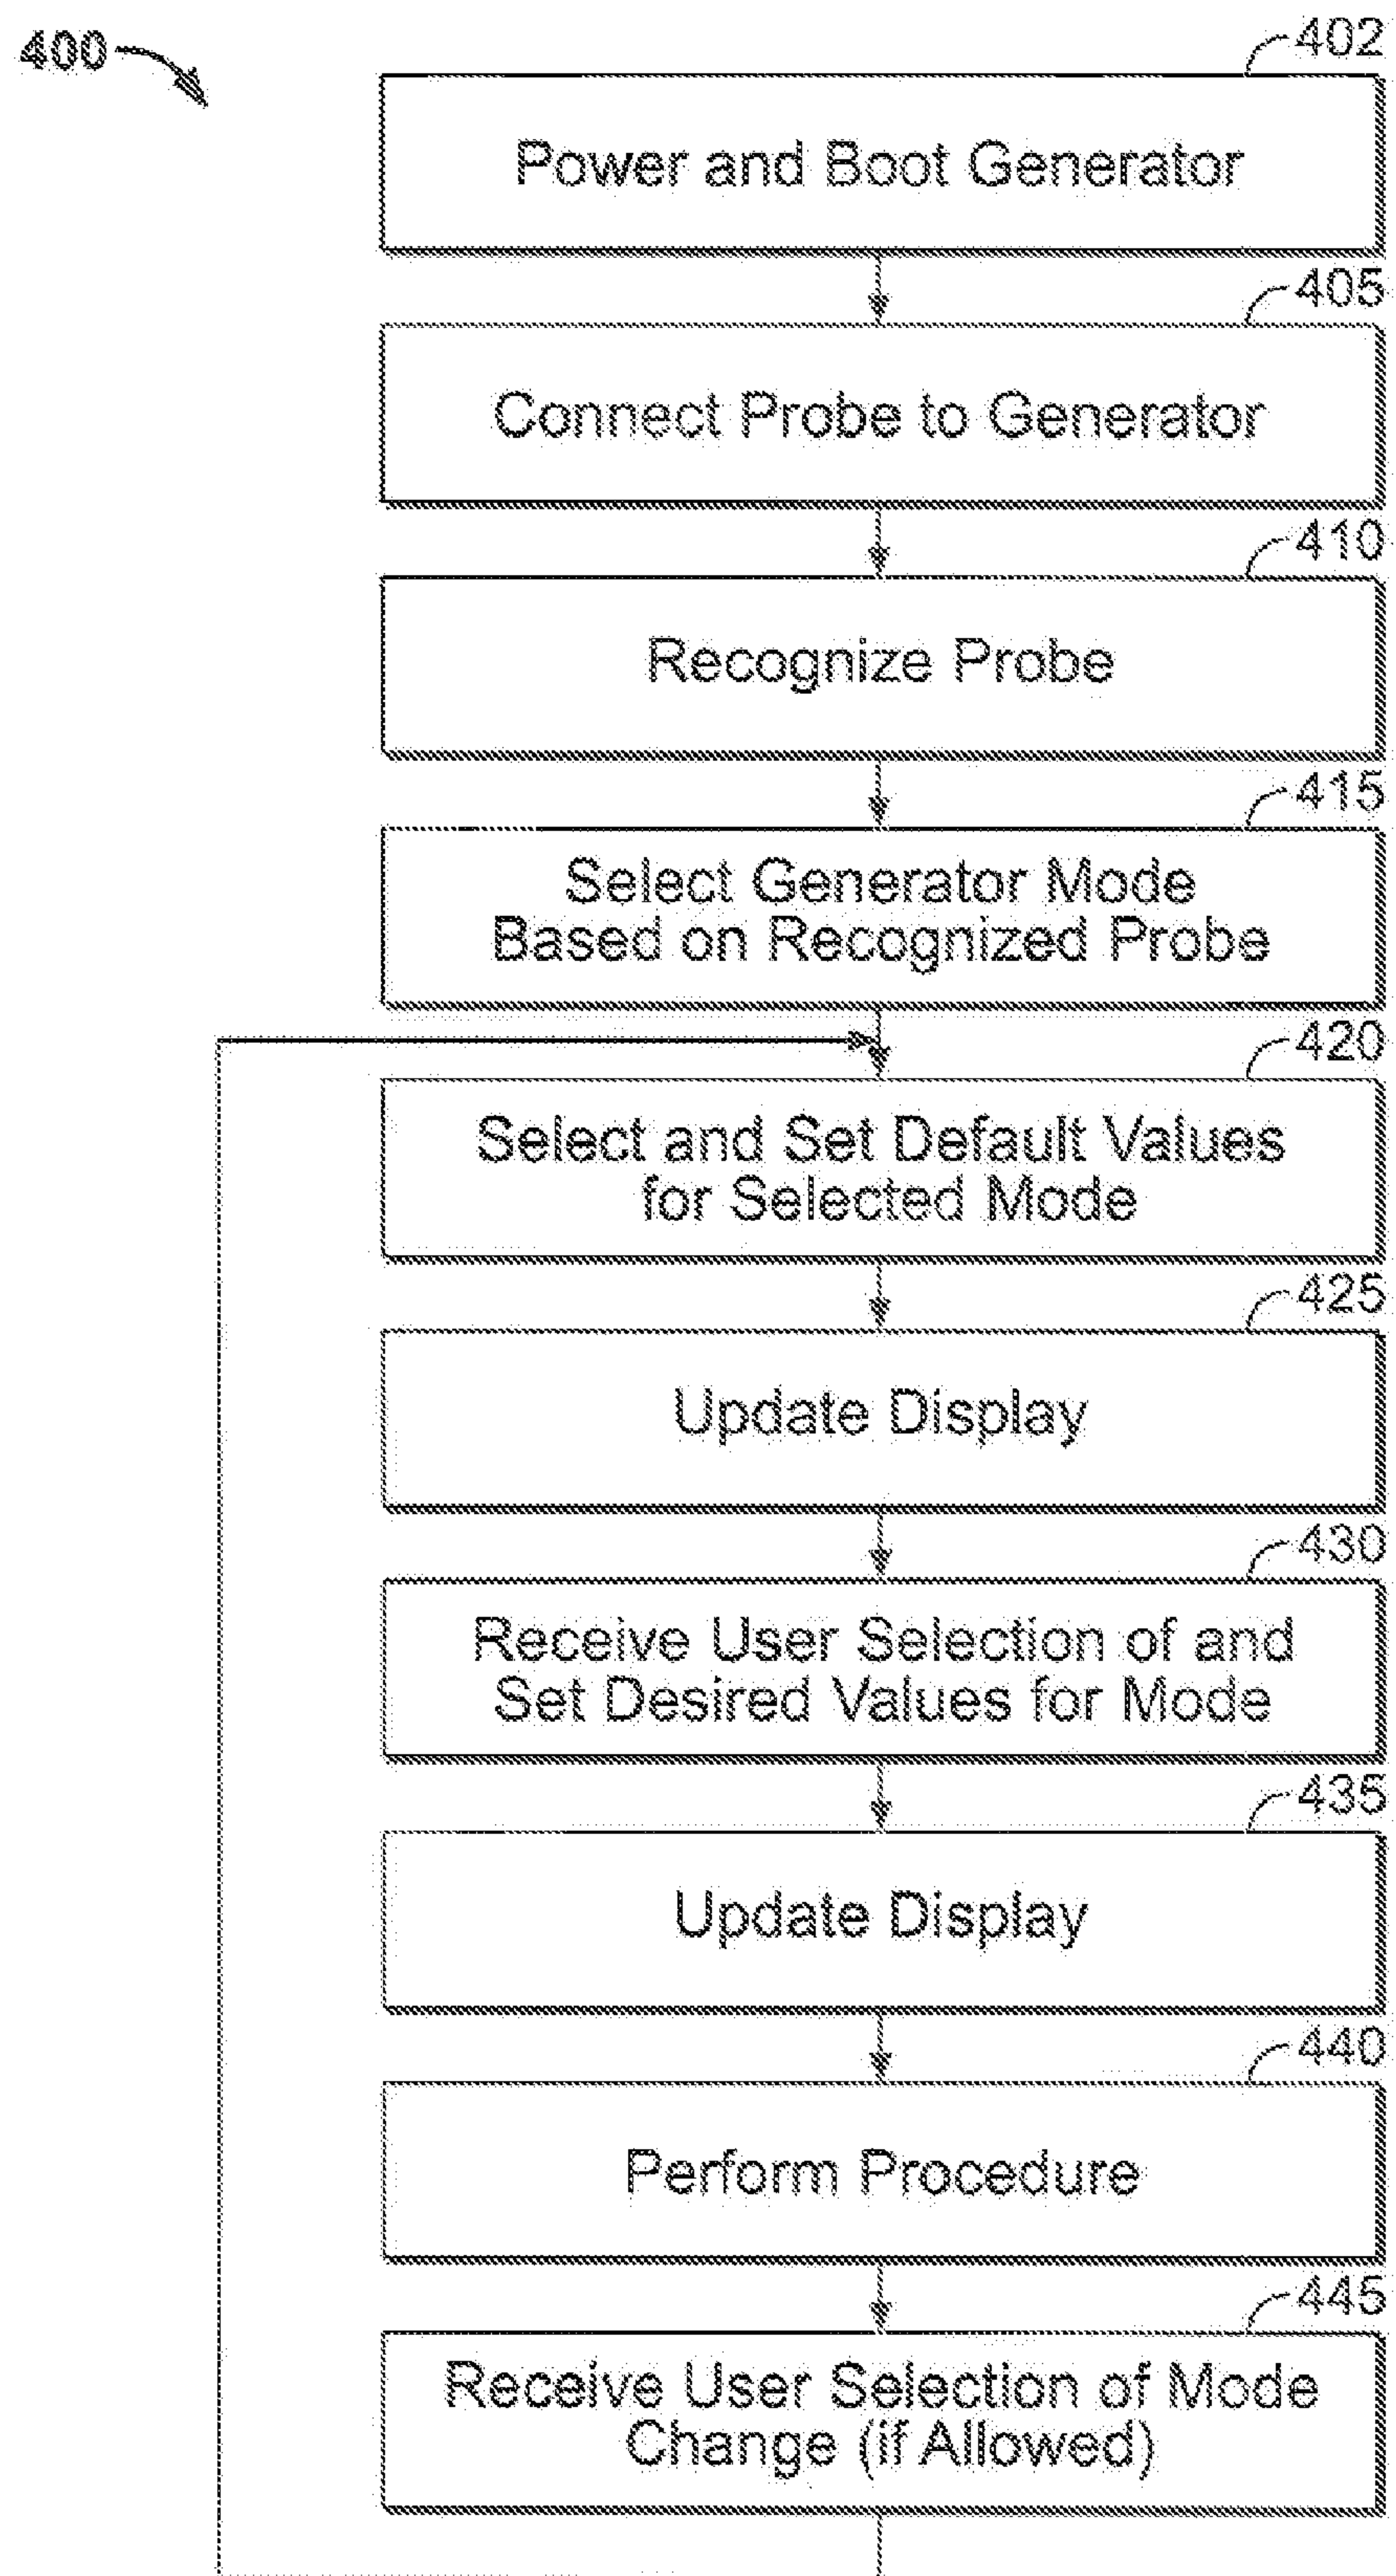 400
402
Power and Boot Generator
405
Connect Probe to Generator
410
Recognize Probe
415
Select Generator Mode
Based on Recognized Probe
420
Select and Set Default Values
for Selected Mode
425
Update Display
430
Receive User Selection of and
Set Desired Values for Mode
435
Update Display
440
Perform Procedure
445
Receive User Selection of Mode
Change (if Allowed)